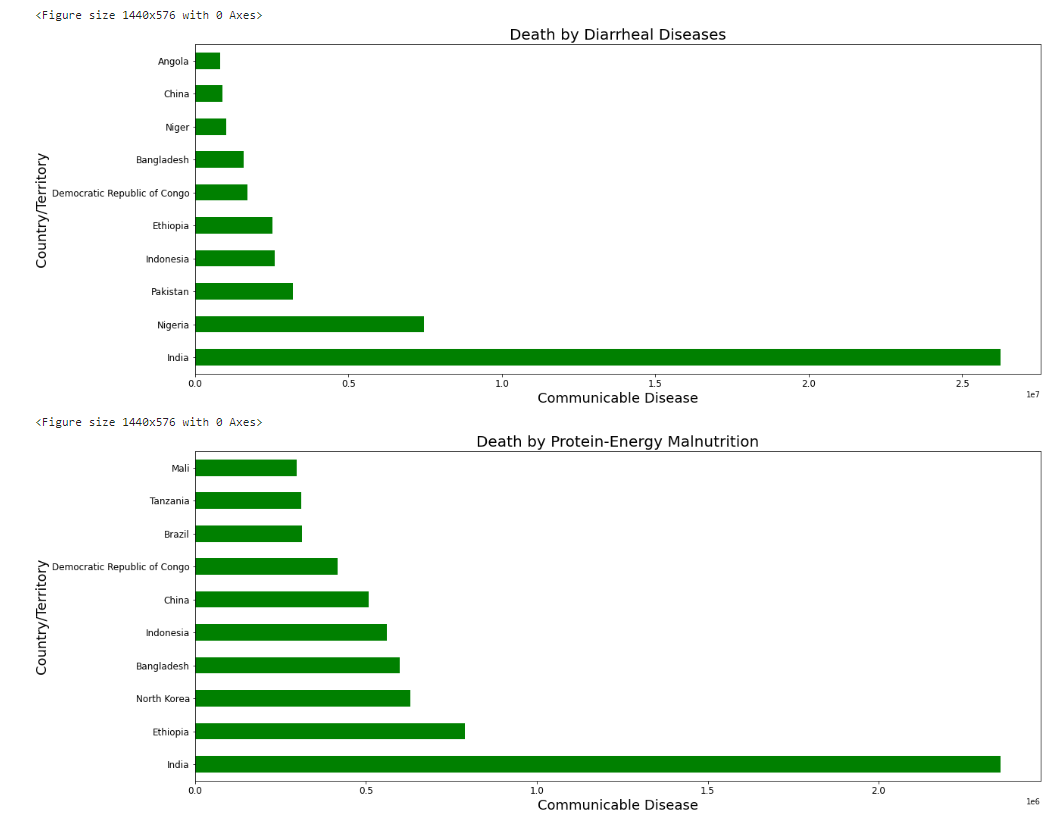 <Figure size 1440x576 with 0 Axes>
Death by Diarrheal Diseases
Country/Territory
Angola
China
Niger
Bangladesh
Democratic Republic of Congo
Ethiopia
Indonesia
Pakistan
Nigeria
India
0.0 0.5 1.0 1.5 2.0 2.5
1e7
Communicable Disease
<Figure size 1440x576 with 0 Axes>
Death by Protein-Energy Malnutrition
Country/Territory
Mali
Tanzania
Brazil
Democratic Republic of Congo
China
Indonesia
Bangladesh
North Korea
Ethiopia
India
0.0 0.5 1.0 1.5 2.0
1e6
Communicable Disease